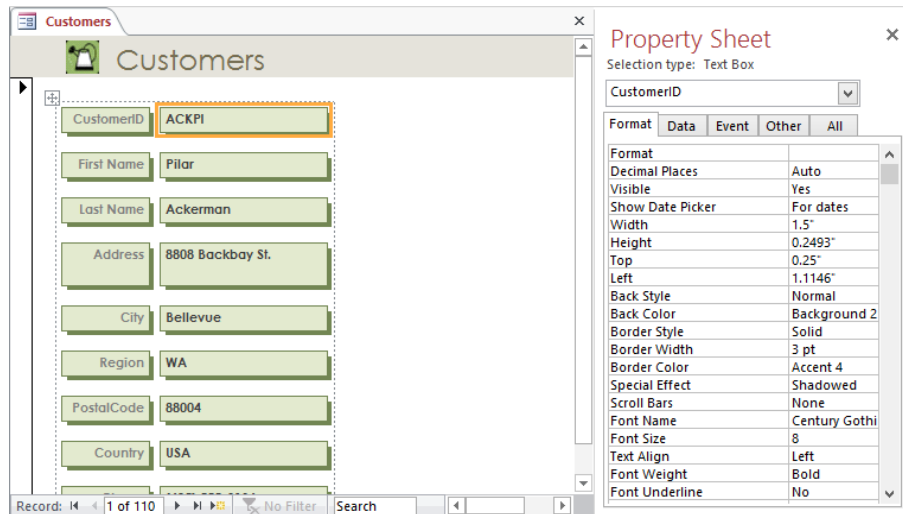 Customers
Customers
CustomerID ACKPI
First Name Pilar
Last Name Ackerman
Address 8808 Backbay St.
City Bellevue
Region WA
PostalCode 88004
Country USA
Record: 1 of 110 No Filter Search
Property Sheet
Selection type: Text Box
CustomerID
Format Data Event Other All
Format
Decimal Places Auto
Visible Yes
Show Date Picker For dates
Width 1.5"
Height 0.2493"
Top 0.25"
Left 1.1146"
Back Style Normal
Back Color Background 2
Border Style Solid
Border Width 3 pt
Border Color Accent 4
Special Effect Shadowed
Scroll Bars None
Font Name Century Gothi
Font Size 8
Text Align Left
Font Weight Bold
Font Underline No